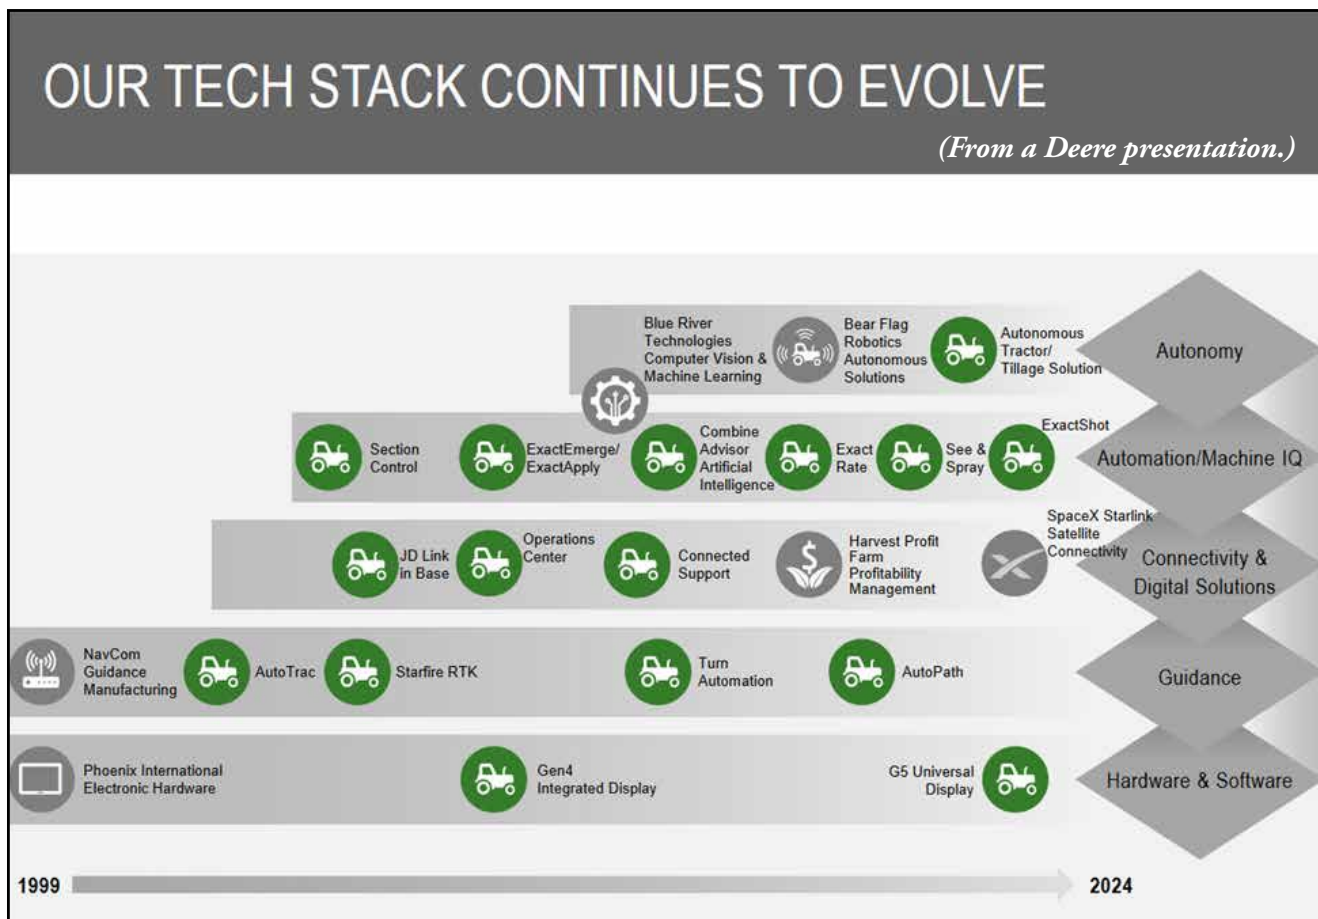 OUR TECH STACK CONTINUES TO EVOLVE
(From a Deere presentation.)
Blue River
Technologies
Computer Vision &
Machine Learning
Bear Flag
Robotics
Autonomous
Solutions
Autonomous
Tractor/
Tillage Solution
Autonomy
Section
Control
ExactEmerge/
ExactApply
Combine
Advisor
Artificial
Intelligence
Exact
Rate
See &
Spray
ExactShot
Automation/Machine IQ
JD Link
in Base
Operations
Center
Connected
Support
Harvest Profit
Farm
Profitability
Management
SpaceX Starlink
Satellite
Connectivity
Connectivity &
Digital Solutions
NavCom
Guidance
Manufacturing
AutoTrac
Starfire RTK
Turn
Automation
AutoPath
Guidance
Phoenix International
Electronic Hardware
Gen4
Integrated Display
G5 Universal
Display
Hardware & Software
1999
2024